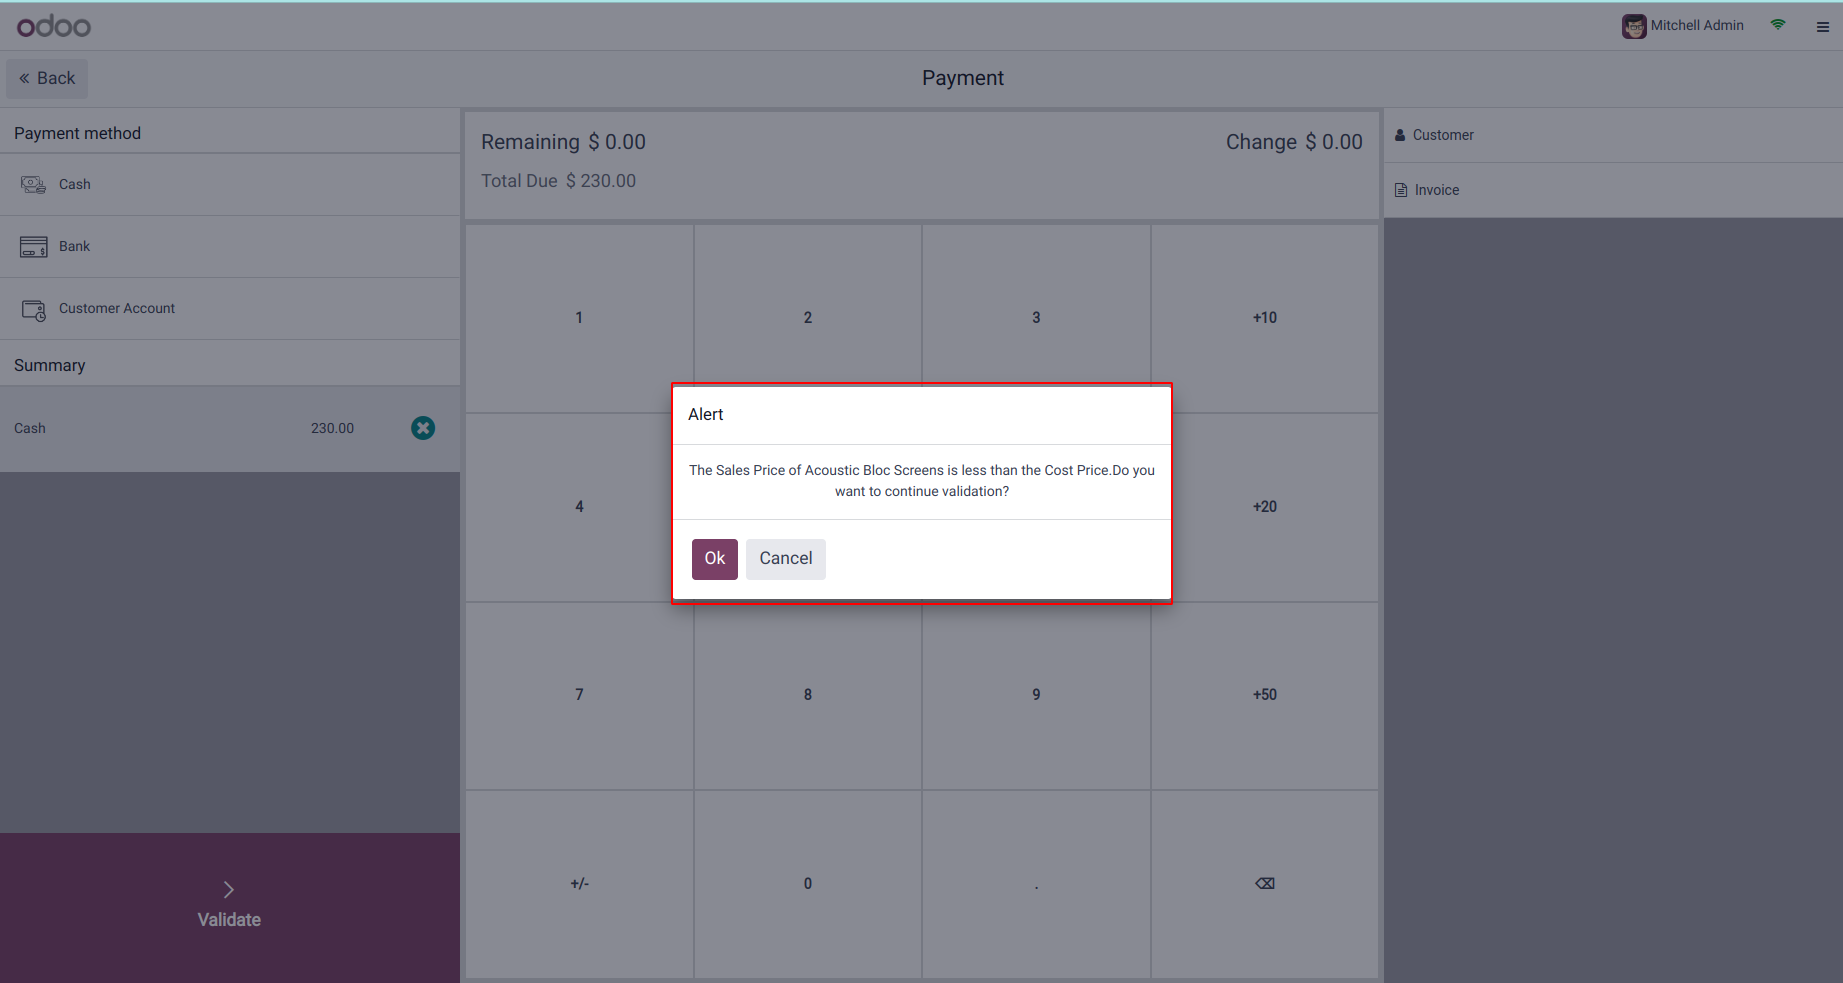 odoo
Mitchell Admin
« Back
Payment
Payment method
Cash
Bank
Customer Account
Summary
Cash 230.00
Validate
Remaining $ 0.00
Change $ 0.00
Total Due $ 230.00
1 2 3 +10
4 +20
7 8 9 +50
+/- 0 . ⌫
Customer
Invoice
Alert
The Sales Price of Acoustic Bloc Screens is less than the Cost Price.Do you
want to continue validation?
Ok Cancel